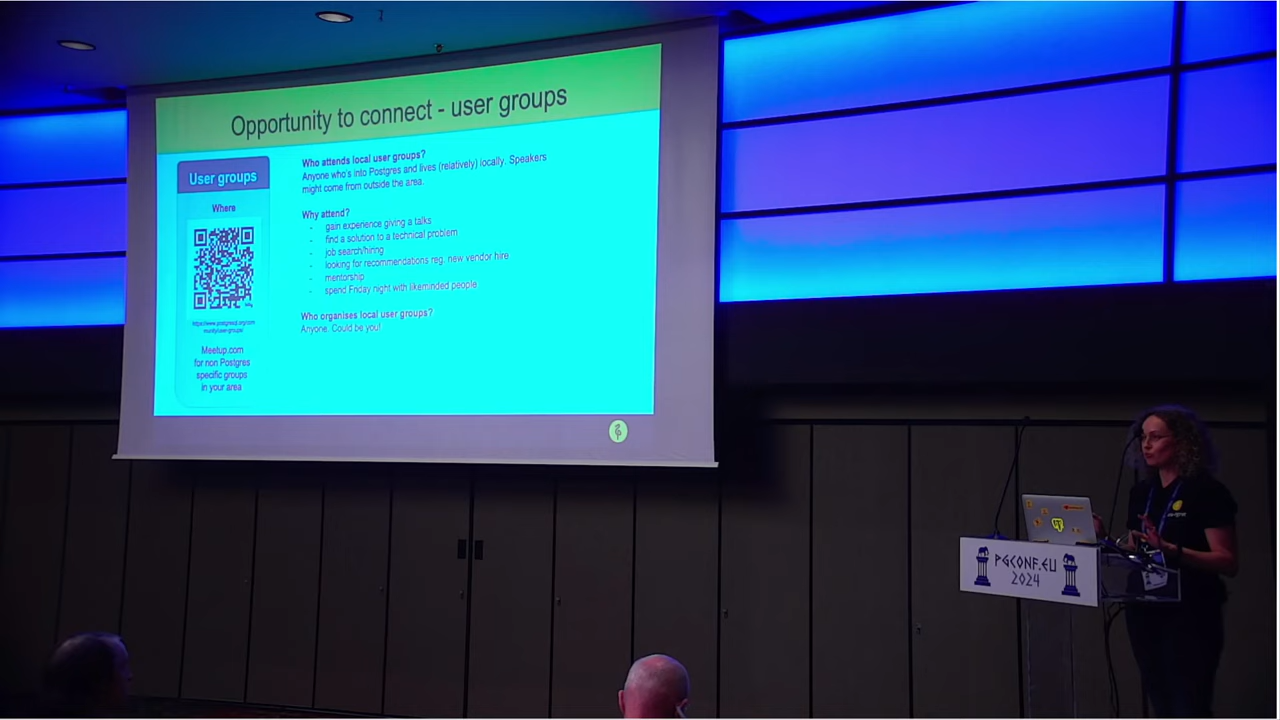 Opportunity to connect - user groups
User groups
Where
https://www.postgresql.org/com
munity/user-groups/
Meetup.com
for non Postgres
specific groups
in your area
Who attends local user groups?
Anyone who's into Postgres and lives (relatively) locally. Speakers
might come from outside the area.
Why attend?
- gain experience giving a talks
- find a solution to a technical problem
- job search/hiring
- looking for recommendations reg. new vendor hire
- mentorship
- spend Friday night with likeminded people
Who organises local user groups?
Anyone. Could be you!
PGCONF.EU
2024